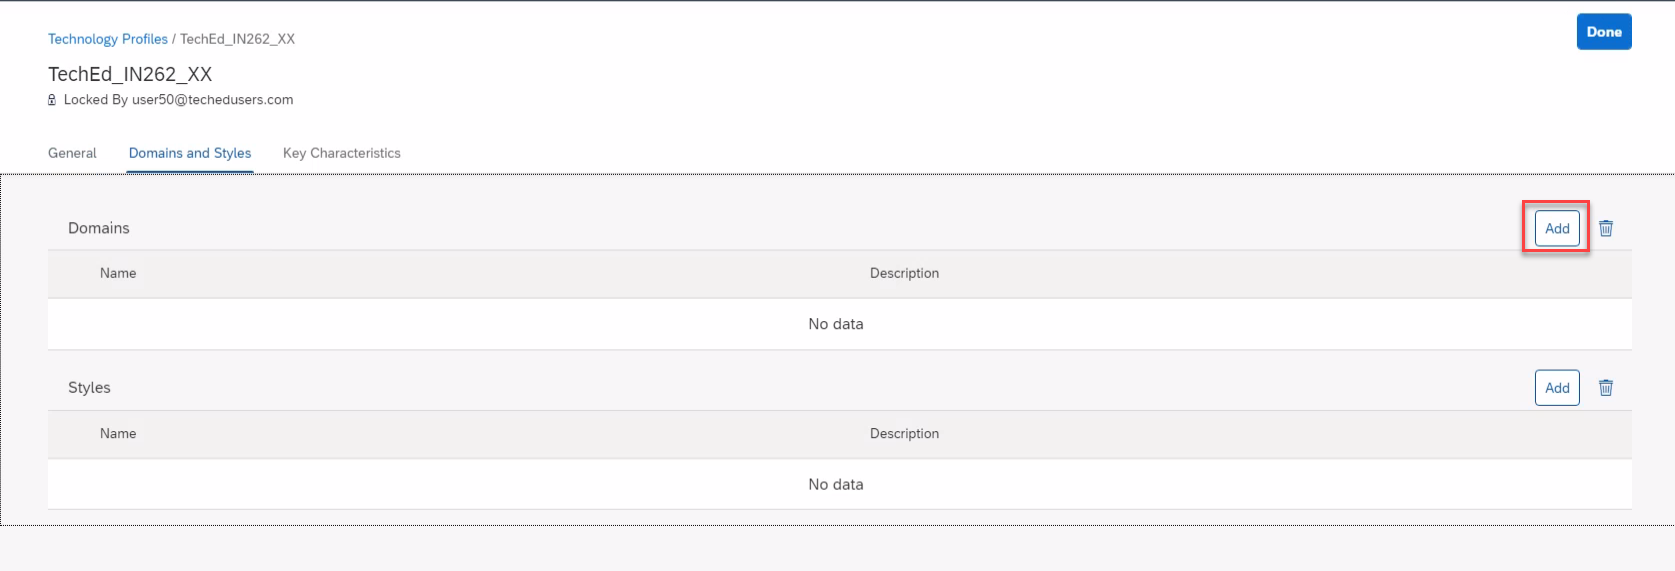 Technology Profiles / TechEd_IN262_XX
Done
TechEd_IN262_XX
Locked By user50@techedusers.com
General Domains and Styles Key Characteristics
Domains
Add
Name Description
No data
Styles
Add
Name Description
No data